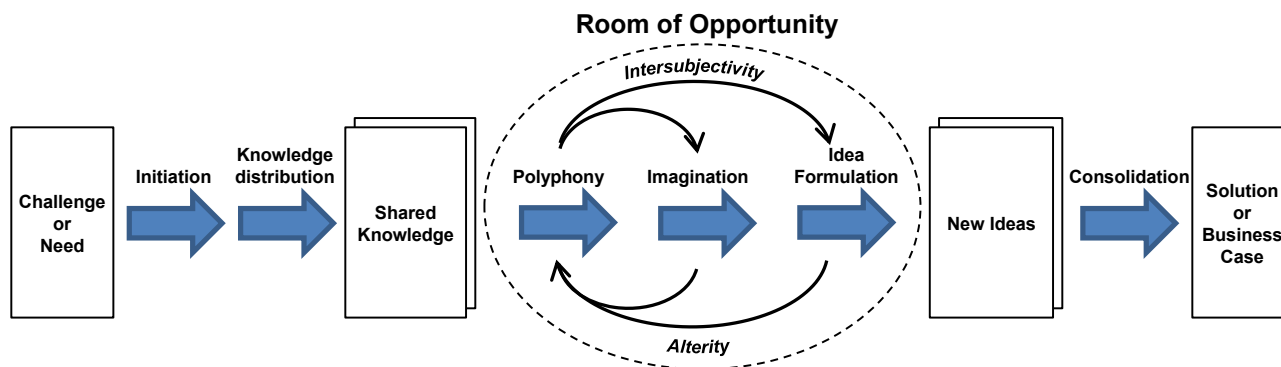 Room of Opportunity
Intersubjectivity
Challenge
or
Need
Initiation
Knowledge
distribution
Shared
Knowledge
Polyphony
Imagination
Idea
Formulation
New Ideas
Consolidation
Solution
or
Business
Case
Alterity